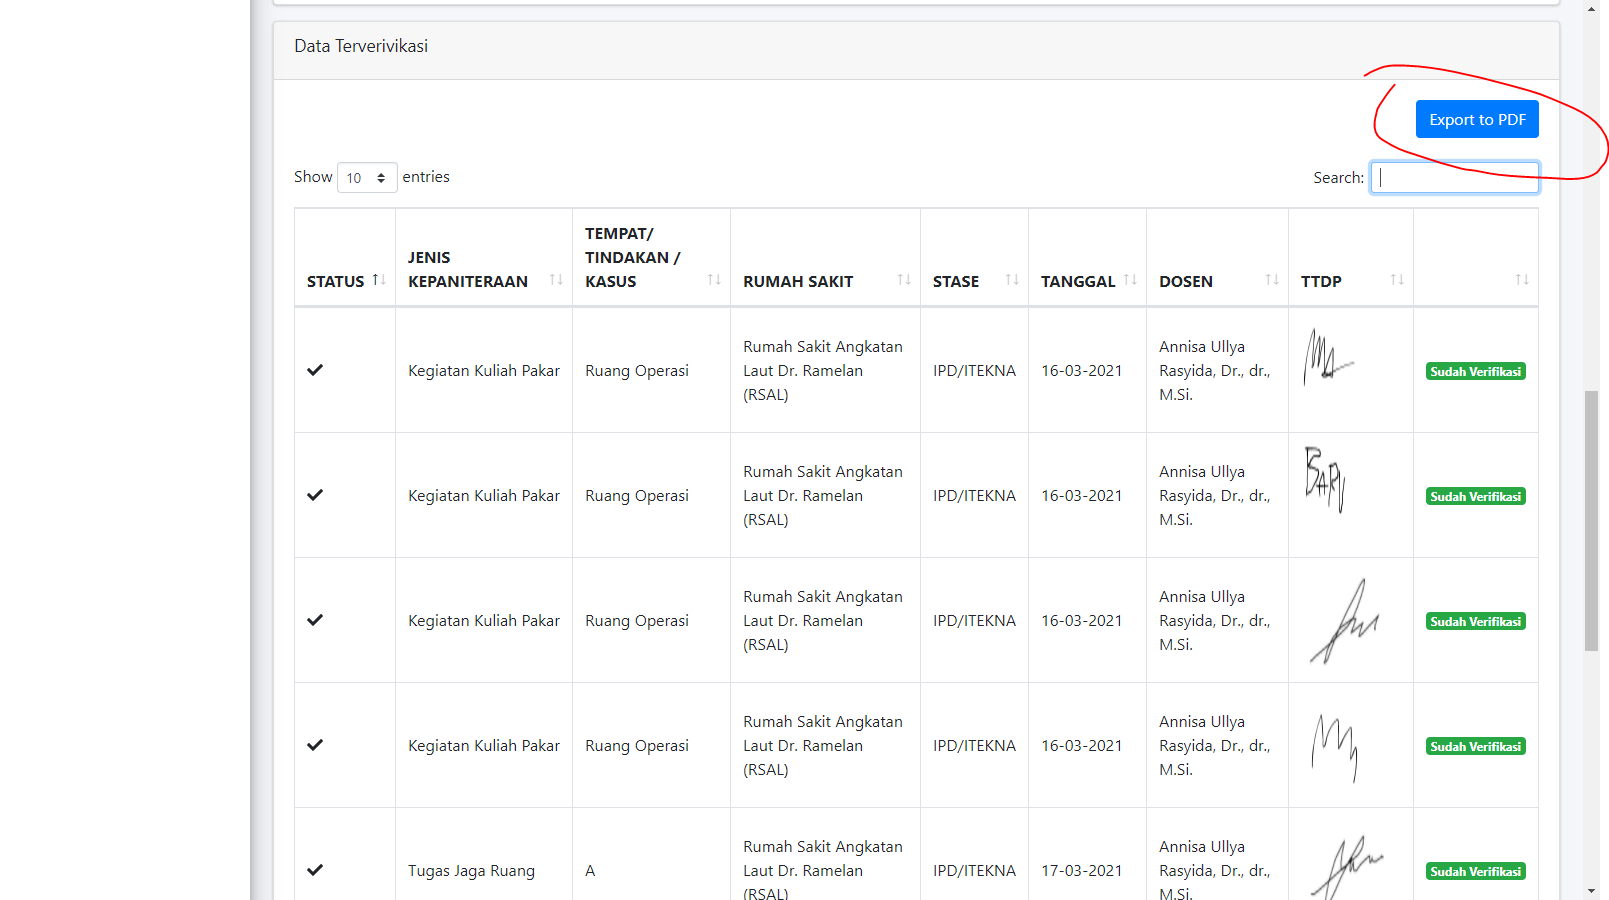 Data Terverivikasi
Export to PDF
Show 10 entries
Search:
STATUS JENIS KEPANITERAAN TEMPAT/ TINDAKAN / KASUS RUMAH SAKIT STASE TANGGAL DOSEN TTDP
Kegiatan Kuliah Pakar Ruang Operasi Rumah Sakit Angkatan Laut Dr. Ramelan (RSAL) IPD/ITEKNA 16-03-2021 Annisa Ullya Rasyida, Dr., dr., M.Si. Sudah Verifikasi
Kegiatan Kuliah Pakar Ruang Operasi Rumah Sakit Angkatan Laut Dr. Ramelan (RSAL) IPD/ITEKNA 16-03-2021 Annisa Ullya Rasyida, Dr., dr., M.Si. Sudah Verifikasi
Kegiatan Kuliah Pakar Ruang Operasi Rumah Sakit Angkatan Laut Dr. Ramelan (RSAL) IPD/ITEKNA 16-03-2021 Annisa Ullya Rasyida, Dr., dr., M.Si. Sudah Verifikasi
Kegiatan Kuliah Pakar Ruang Operasi Rumah Sakit Angkatan Laut Dr. Ramelan (RSAL) IPD/ITEKNA 16-03-2021 Annisa Ullya Rasyida, Dr., dr., M.Si. Sudah Verifikasi
Tugas Jaga Ruang A Rumah Sakit Angkatan Laut Dr. Ramelan (RSAL) IPD/ITEKNA 17-03-2021 Annisa Ullya Rasyida, Dr., dr., M.Si. Sudah Verifikasi